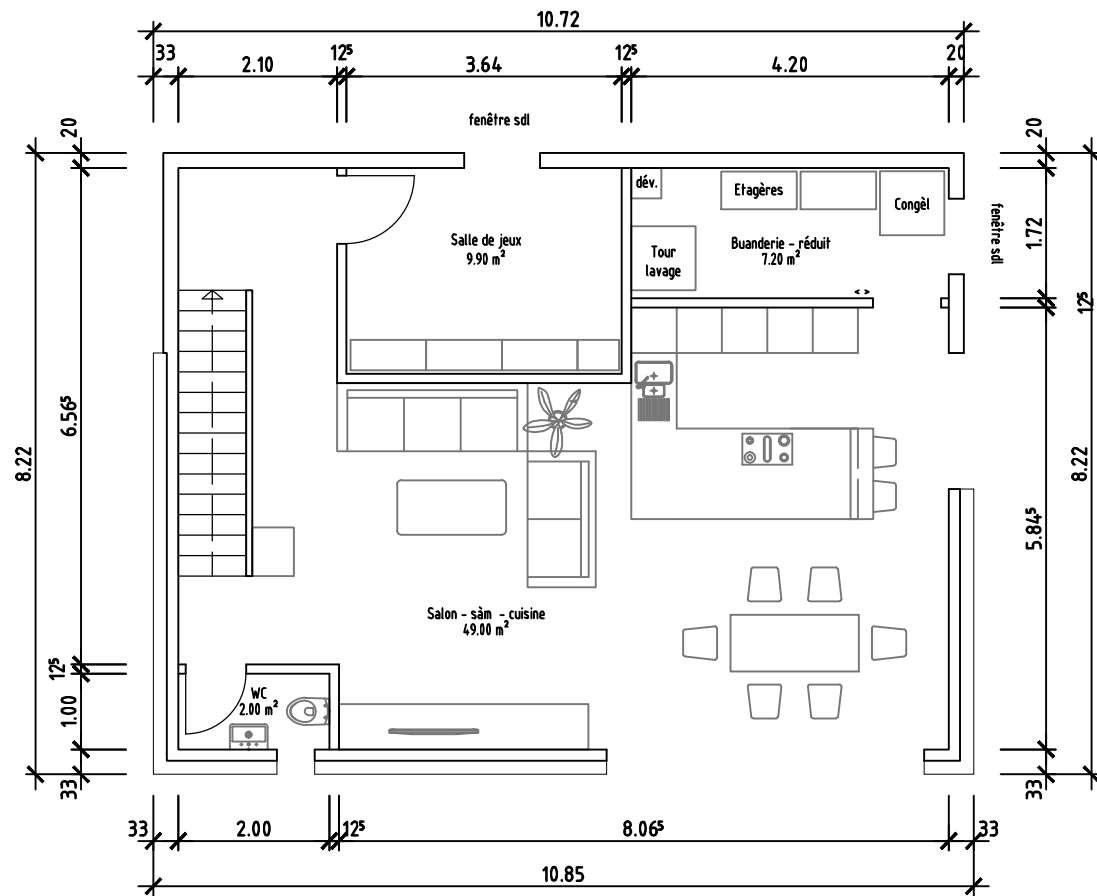 10.72
33 2.10 12⁵ 3.64 12⁵ 4.20 20
fenêtre sdl
20
20
dév.
Etagères
Congèl
fenêtre sdl
1.72
Salle de jeux
9.90 m²
Buanderie - réduit
7.20 m²
Tour
lavage
< >
12⁵
6.56⁵
8.22
8.22
5.84⁵
Salon - sàm - cuisine
49.00 m²
12⁵
WC
2.00 m²
1.00
20
33
33
33 2.00 12⁵ 8.06⁵ 33
10.85